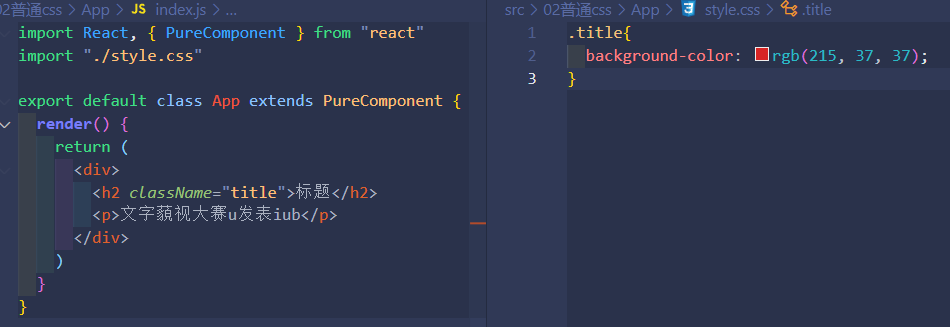 02普通css > App > JS index.js > ...
import React, { PureComponent } from "react"
import "./style.css"
export default class App extends PureComponent {
render() {
return (
<div>
<h2 className="title">标题</h2>
<p>文字藐视大赛u发表iub</p>
</div>
)
}
}
src > 02普通css > App > style.css > .title
1 .title{
2 background-color: rgb(215, 37, 37);
3 }